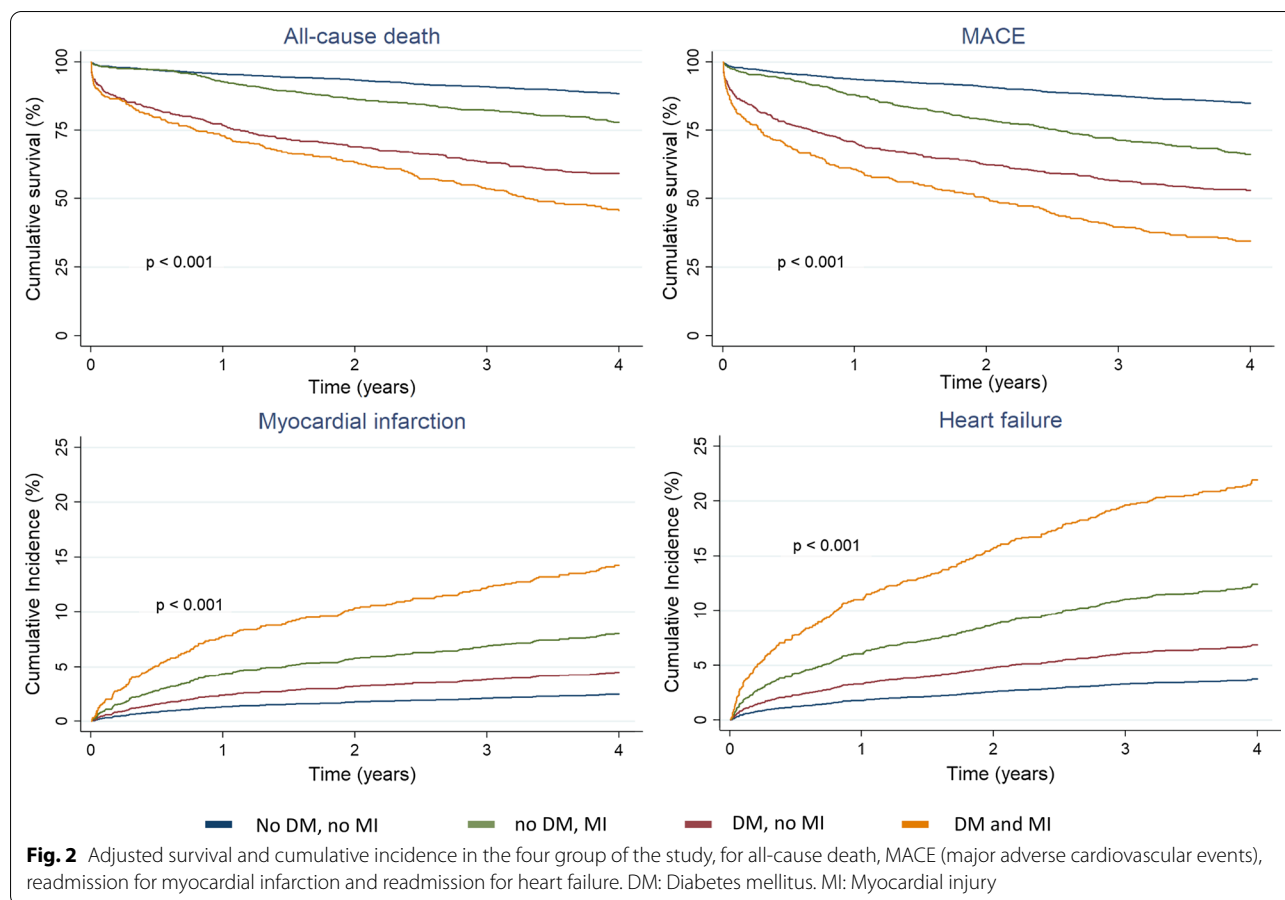 All-cause death
Cumulative survival (%)
100
75
50
25
0
p < 0.001
0 1 2 3 4
Time (years)
MACE
Cumulative survival (%)
100
75
50
25
0
p < 0.001
0 1 2 3 4
Time (years)
Myocardial infarction
Cumulative Incidence (%)
25
20
15
10
5
0
p < 0.001
0 1 2 3 4
Time (years)
Heart failure
Cumulative Incidence (%)
25
20
15
10
5
0
p < 0.001
0 1 2 3 4
Time (years)
No DM, no MI no DM, MI DM, no MI DM and MI
Fig. 2 Adjusted survival and cumulative incidence in the four group of the study, for all-cause death, MACE (major adverse cardiovascular events),
readmission for myocardial infarction and readmission for heart failure. DM: Diabetes mellitus. MI: Myocardial injury